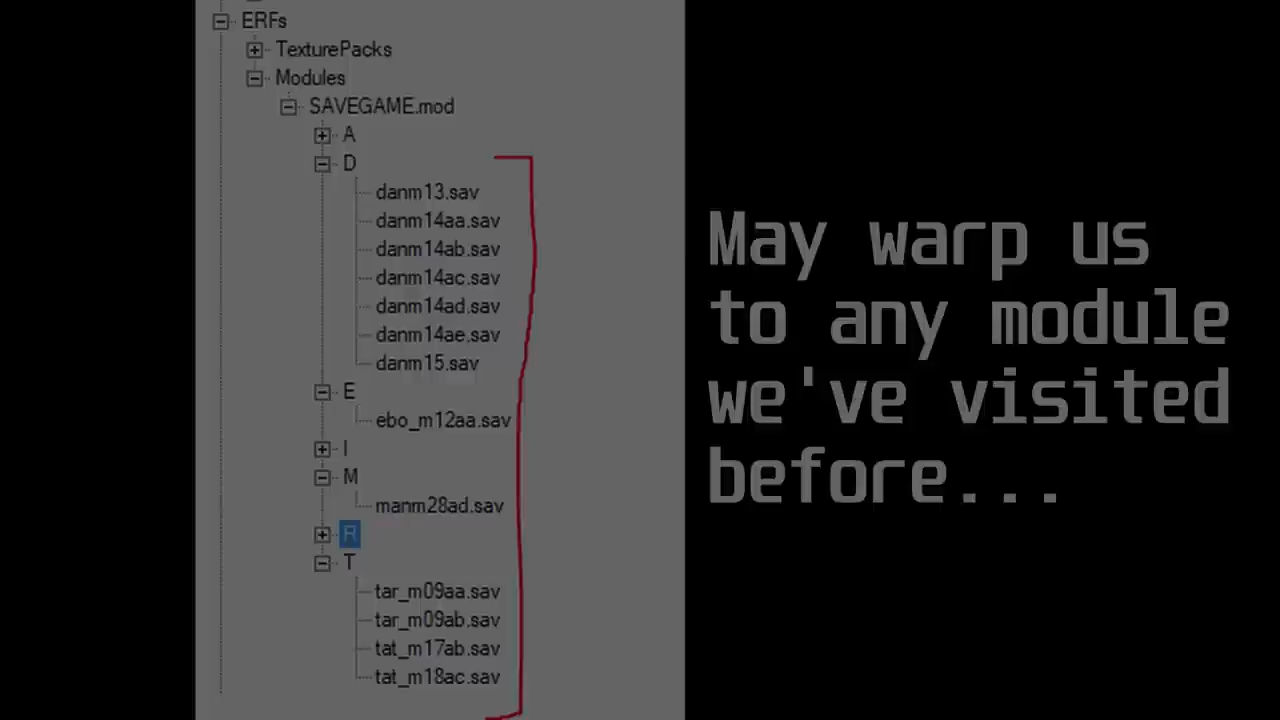 ERFs
TexturePacks
Modules
SAVEGAME.mod
A
D
danm13.sav
danm14aa.sav
danm14ab.sav
danm14ac.sav
danm14ad.sav
danm14ae.sav
danm15.sav
E
ebo_m12aa.sav
I
M
manm28ad.sav
R
T
tar_m09aa.sav
tar_m09ab.sav
tat_m17ab.sav
tat_m18ac.sav
May warp us
to any module
we've visited
before...